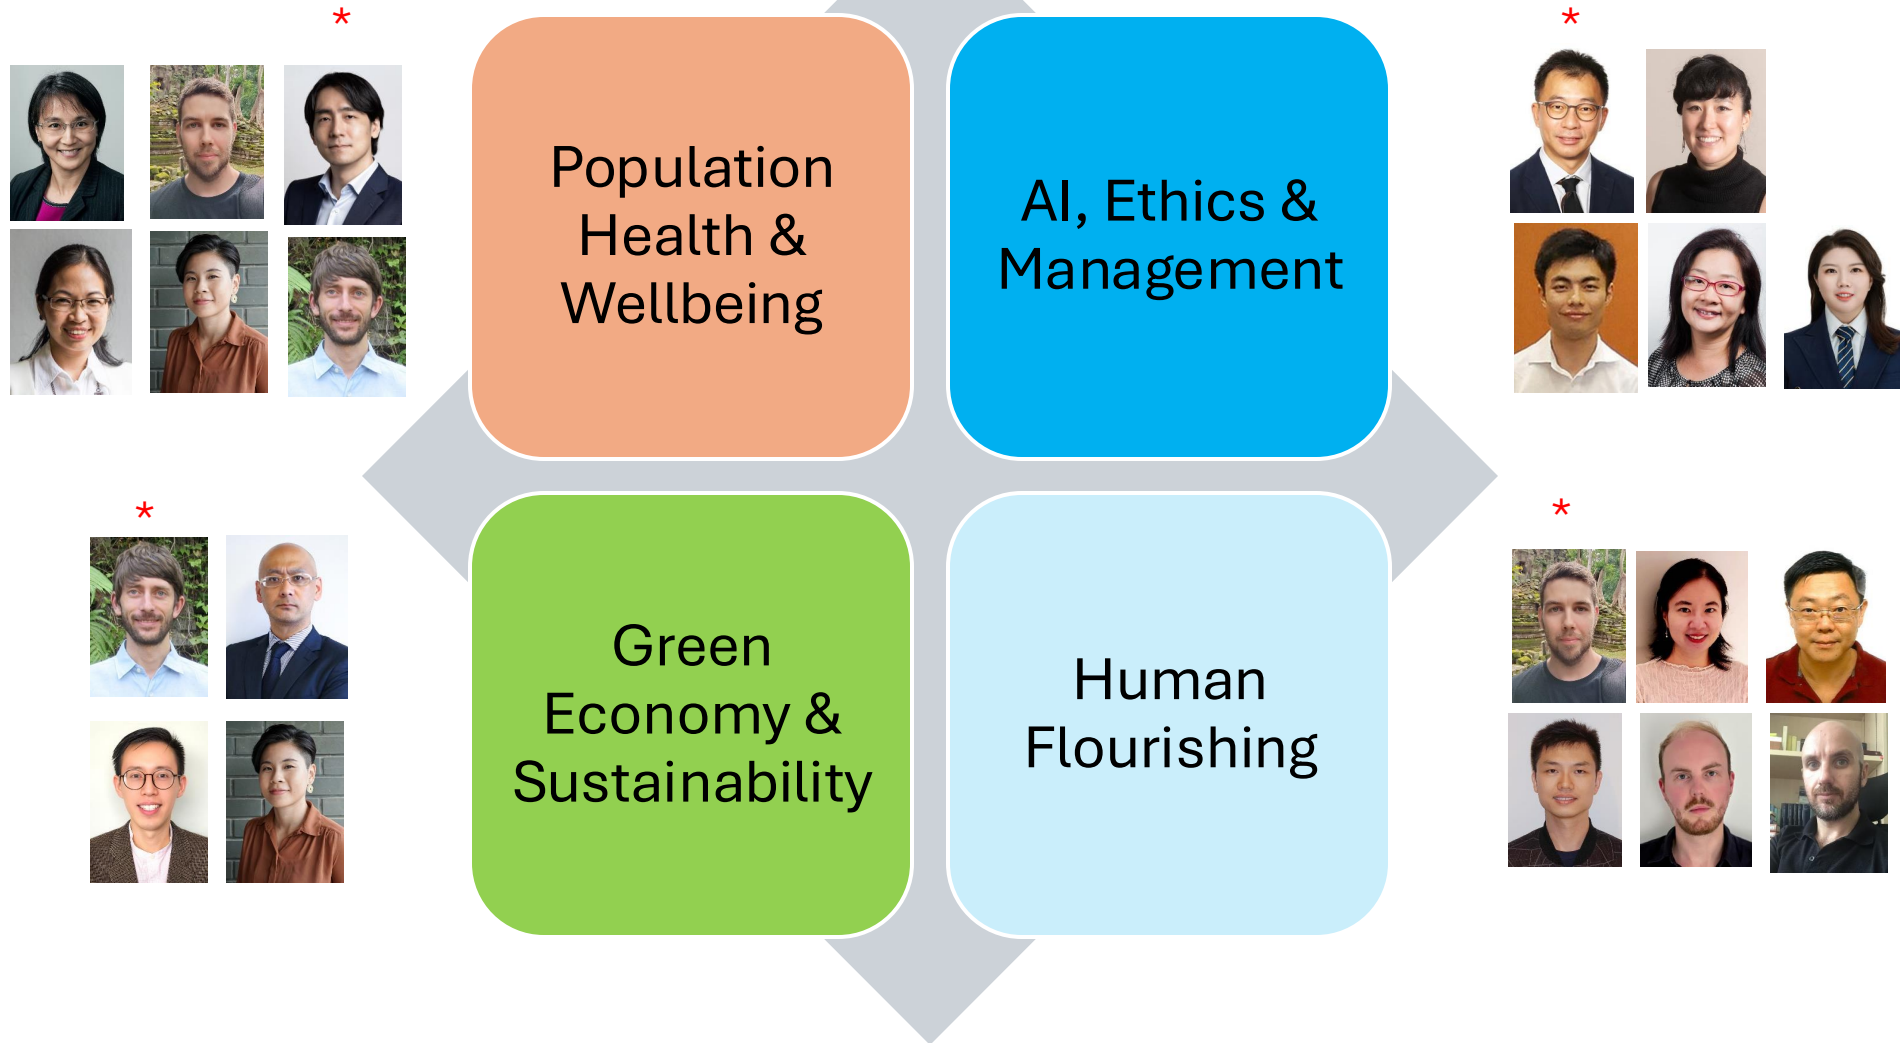 *
*
Population
Health &
Wellbeing
AI, Ethics &
Management
*
*
Green
Economy &
Sustainability
Human
Flourishing